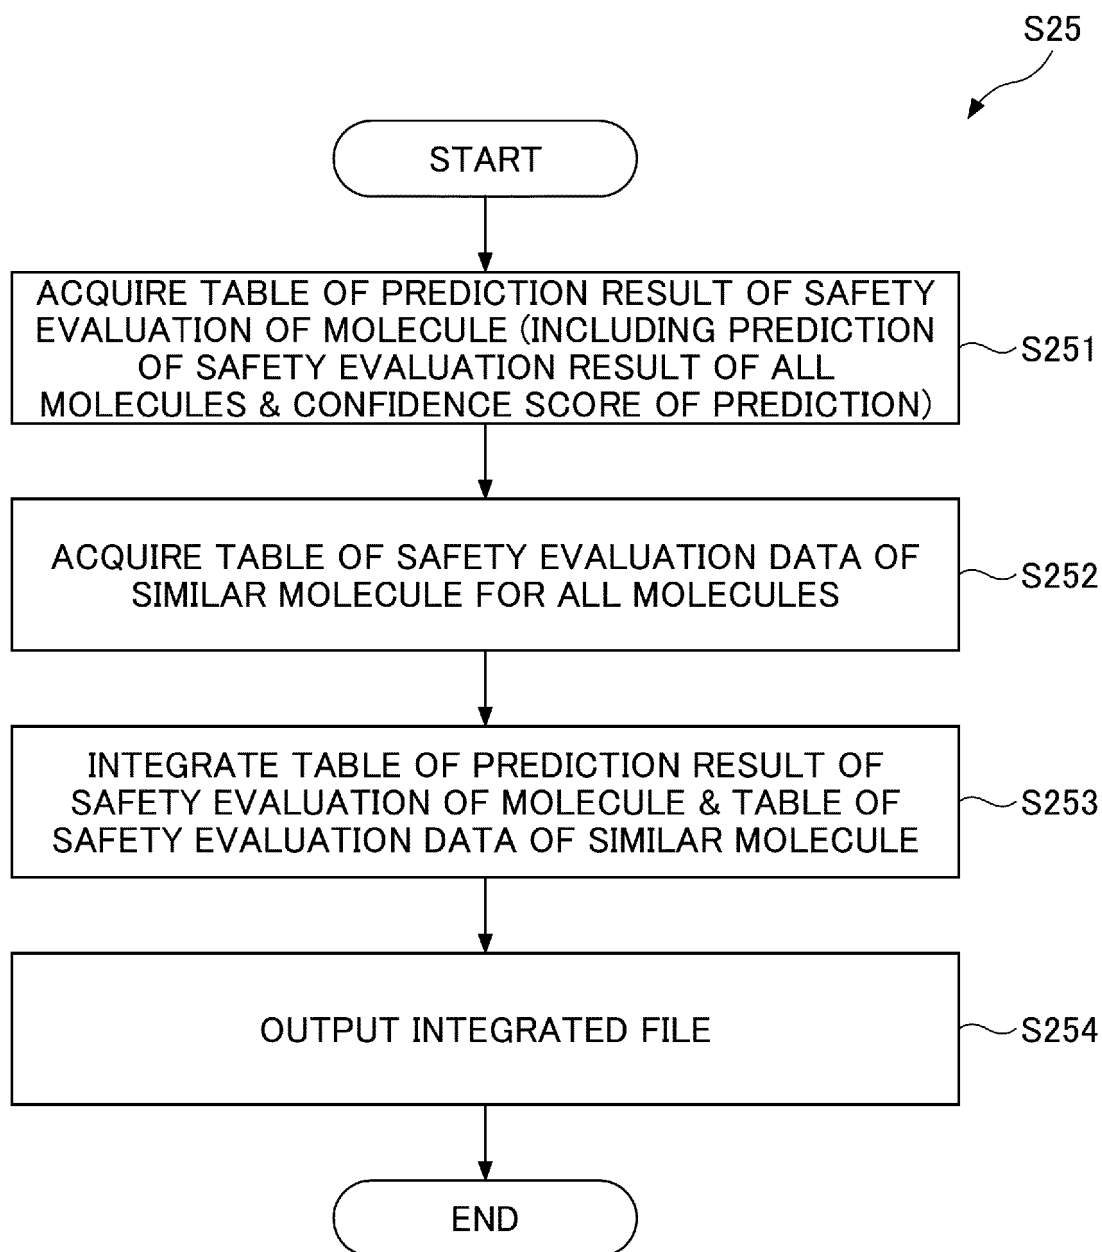 S25
START
ACQUIRE TABLE OF PREDICTION RESULT OF SAFETY
EVALUATION OF MOLECULE (INCLUDING PREDICTION
OF SAFETY EVALUATION RESULT OF ALL
MOLECULES & CONFIDENCE SCORE OF PREDICTION)
S251
ACQUIRE TABLE OF SAFETY EVALUATION DATA OF
SIMILAR MOLECULE FOR ALL MOLECULES
S252
INTEGRATE TABLE OF PREDICTION RESULT OF
SAFETY EVALUATION OF MOLECULE & TABLE OF
SAFETY EVALUATION DATA OF SIMILAR MOLECULE
S253
OUTPUT INTEGRATED FILE
S254
END